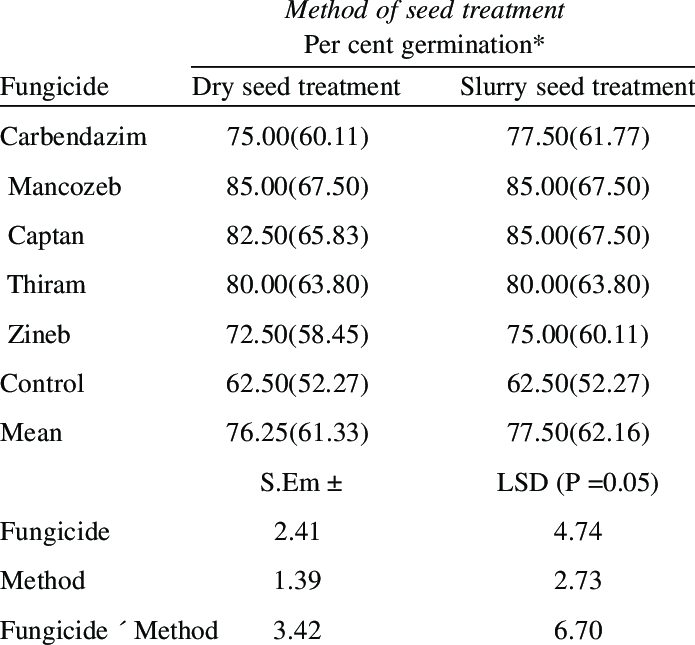 Method of seed treatment
Per cent germination*
Fungicide Dry seed treatment Slurry seed treatment
Carbendazim 75.00(60.11) 77.50(61.77)
Mancozeb 85.00(67.50) 85.00(67.50)
Captan 82.50(65.83) 85.00(67.50)
Thiram 80.00(63.80) 80.00(63.80)
Zineb 72.50(58.45) 75.00(60.11)
Control 62.50(52.27) 62.50(52.27)
Mean 76.25(61.33) 77.50(62.16)
S.Em ± LSD (P =0.05)
Fungicide 2.41 4.74
Method 1.39 2.73
Fungicide ´ Method 3.42 6.70